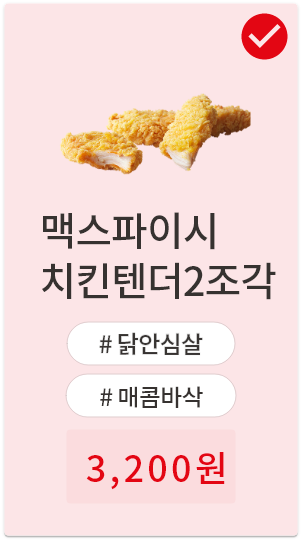 맥스파이시
치킨텐더2조각
# 닭안심살
# 매콤바삭
3,200원